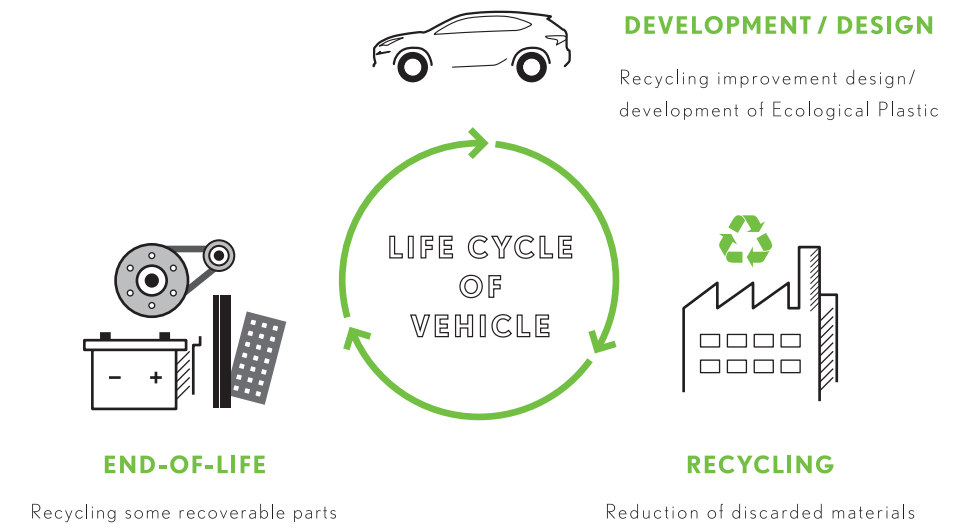 DEVELOPMENT / DESIGN
Recycling improvement design/
development of Ecological Plastic
LIFE CYCLE
OF
VEHICLE
− +
END-OF-LIFE
Recycling some recoverable parts
RECYCLING
Reduction of discarded materials